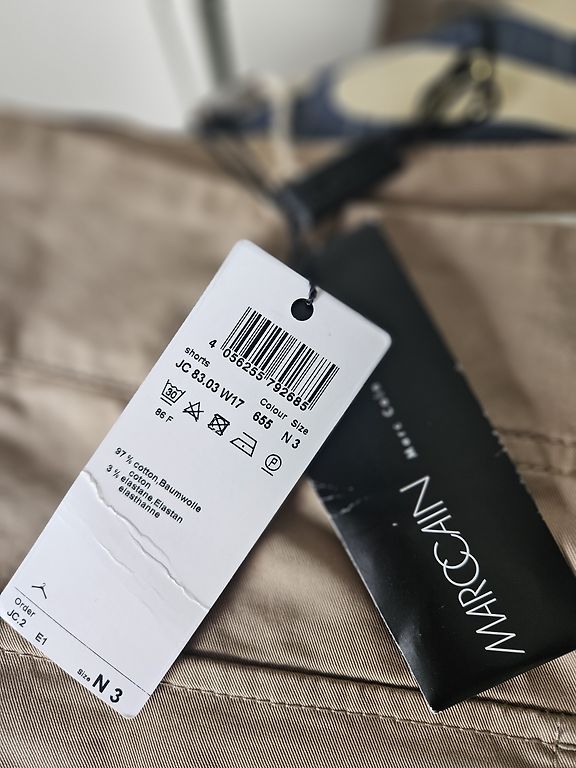 4 056255 792685
shorts
Colour Size
JC 83.03 W17 655 N 3
30
P
86 F
97 % cotton,Baumwolle
coton
3 % elastane,Elastan
elasthanne
Order
JC.2 E1
Size N 3
Marc Cain
MARCCAIN